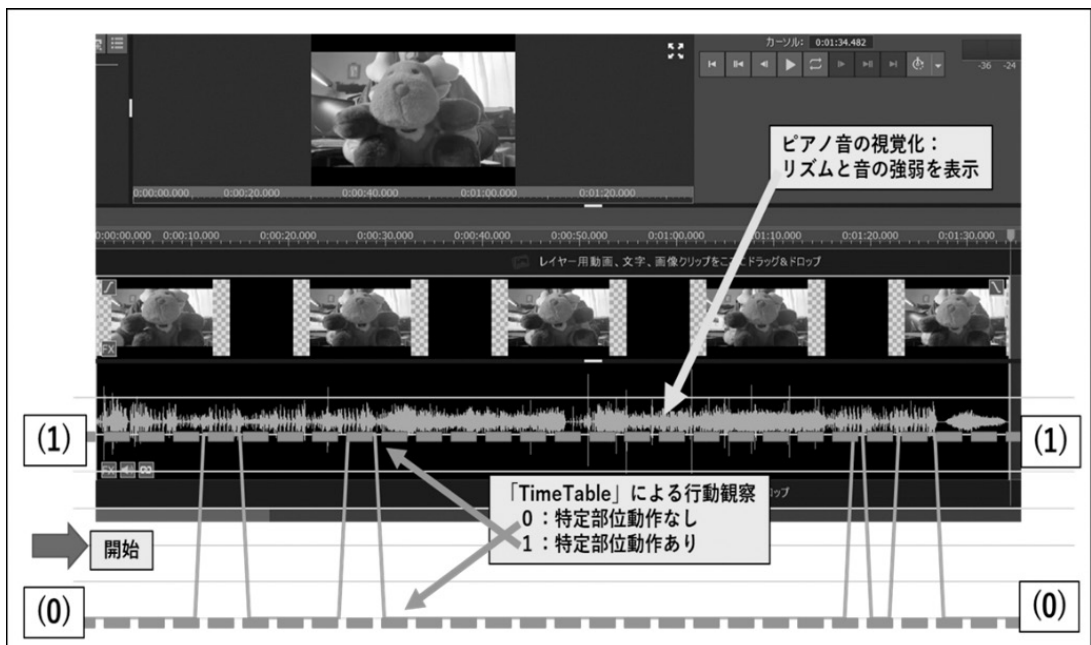 カーソル: 0:01:34.482
-36 -24
ピアノ音の視覚化：
リズムと音の強弱を表示
0:00:00.000 0:00:20.000 0:00:40.000 0:01:00.000 0:01:20.000
0:00:00.000 0:00:10.000 0:00:20.000 0:00:30.000 0:00:40.000 0:00:50.000 0:01:00.000 0:01:10.000 0:01:20.000 0:01:30.000
レイヤー用動画、文字、画像クリップをここにドラッグ&ドロップ
FX
(1)
(1)
FX
「TimeTable」による行動観察
0：特定部位動作なし
1：特定部位動作あり
ロップ
開始
(0)
(0)